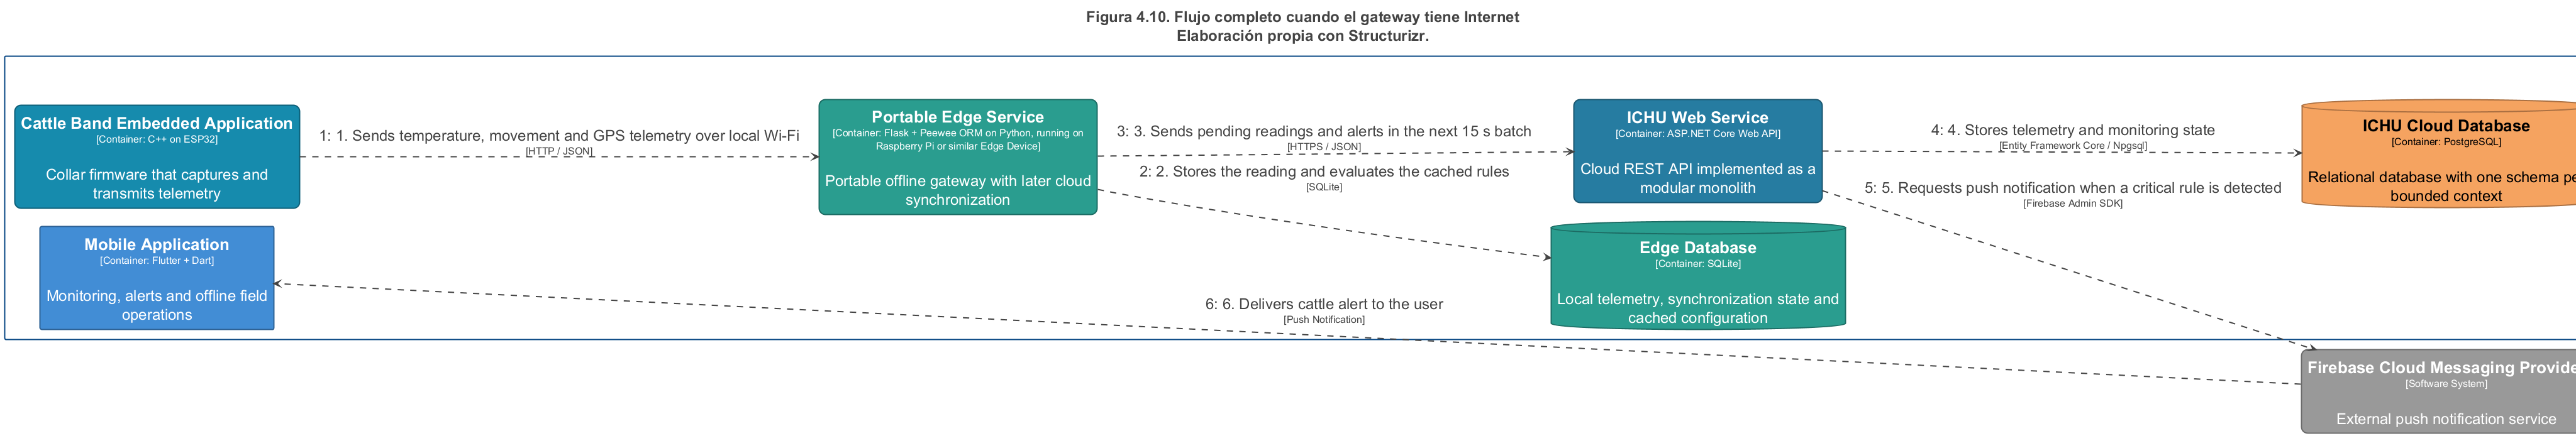 Figura 4.10. Flujo completo cuando el gateway tiene Internet
Elaboración propia con Structurizr.
Cattle Band Embedded Application
[Container: C++ on ESP32]
Collar firmware that captures and
transmits telemetry
1: 1. Sends temperature, movement and GPS telemetry over local Wi-Fi
[HTTP / JSON]
Portable Edge Service
[Container: Flask + Peewee ORM on Python, running on
Raspberry Pi or similar Edge Device]
Portable offline gateway with later cloud
synchronization
3: 3. Sends pending readings and alerts in the next 15 s batch
[HTTPS / JSON]
2: 2. Stores the reading and evaluates the cached rules
[SQLite]
ICHU Web Service
[Container: ASP.NET Core Web API]
Cloud REST API implemented as a
modular monolith
4: 4. Stores telemetry and monitoring state
[Entity Framework Core / Npgsql]
5: 5. Requests push notification when a critical rule is detected
[Firebase Admin SDK]
ICHU Cloud Database
[Container: PostgreSQL]
Relational database with one schema pe
bounded context
Mobile Application
[Container: Flutter + Dart]
Monitoring, alerts and offline field
operations
6: 6. Delivers cattle alert to the user
[Push Notification]
Edge Database
[Container: SQLite]
Local telemetry, synchronization state and
cached configuration
Firebase Cloud Messaging Provide
[Software System]
External push notification service